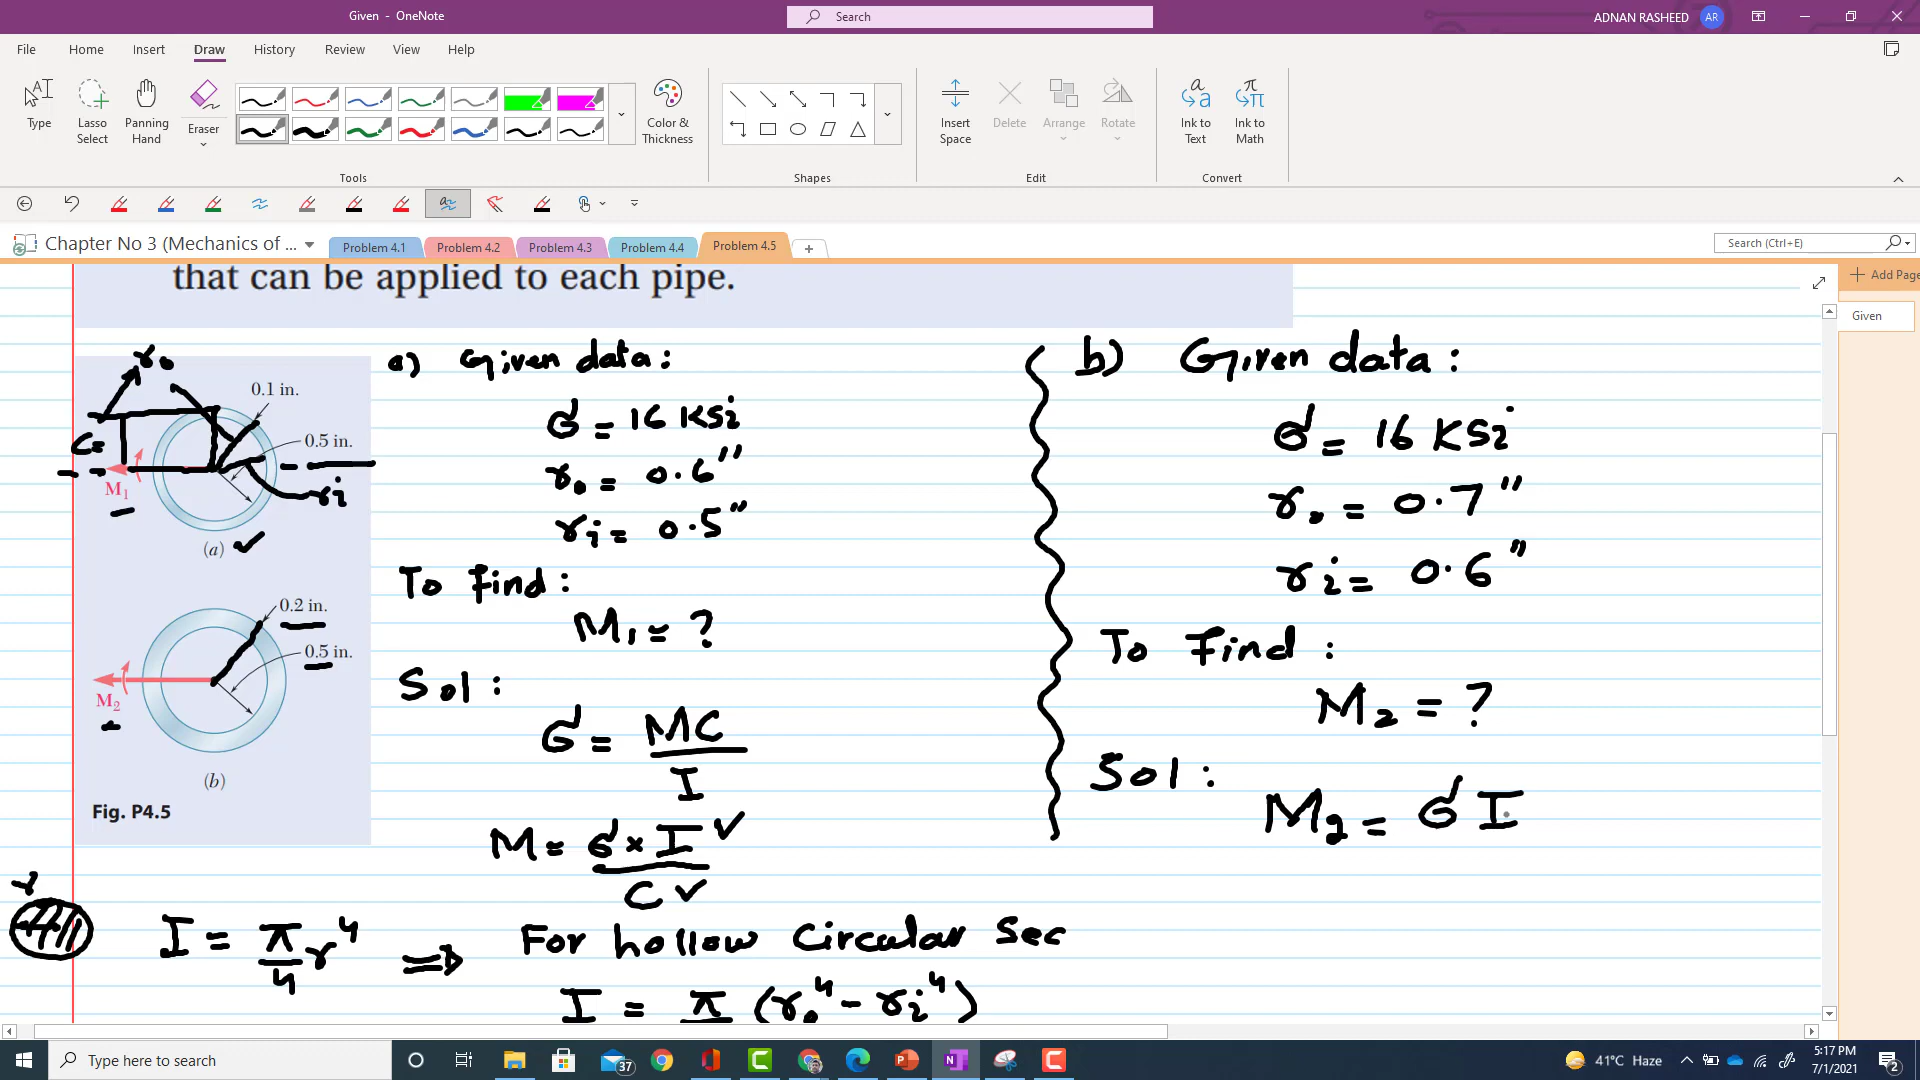 Given - OneNote
Search
ADNAN RASHEED AR
File Home Insert Draw History Review View Help
Type
Lasso Select
Panning Hand
Eraser
Color & Thickness
Insert Space
Delete
Arrange
Rotate
Ink to Text
Ink to Math
Tools
Shapes
Edit
Convert
Chapter No 3 (Mechanics of ...
Problem 4.1
Problem 4.2
Problem 4.3
Problem 4.4
Problem 4.5
Search (Ctrl+E)
Add Page
Given
that can be applied to each pipe.
r₀
0.1 in.
0.5 in.
C=
M₁
ri
(a)
0.2 in.
0.5 in.
M₂
(b)
Fig. P4.5
a) Given data:
σ = 16 KSi
r₀ = 0.6"
ri = 0.5"
To find:
M₁ = ?
Sol:
σ = MC/I
M = σ × I / C
r
I = π/4 r⁴ ⇒ For hollow Circular Sec
I = π (r₀⁴ - ri⁴)
b) Given data:
σ = 16 KSi
r₀ = 0.7"
ri = 0.6"
To Find:
M₂ = ?
Sol:
M₂ = σ I
Type here to search
37
41°C Haze
5:17 PM
7/1/2021
2